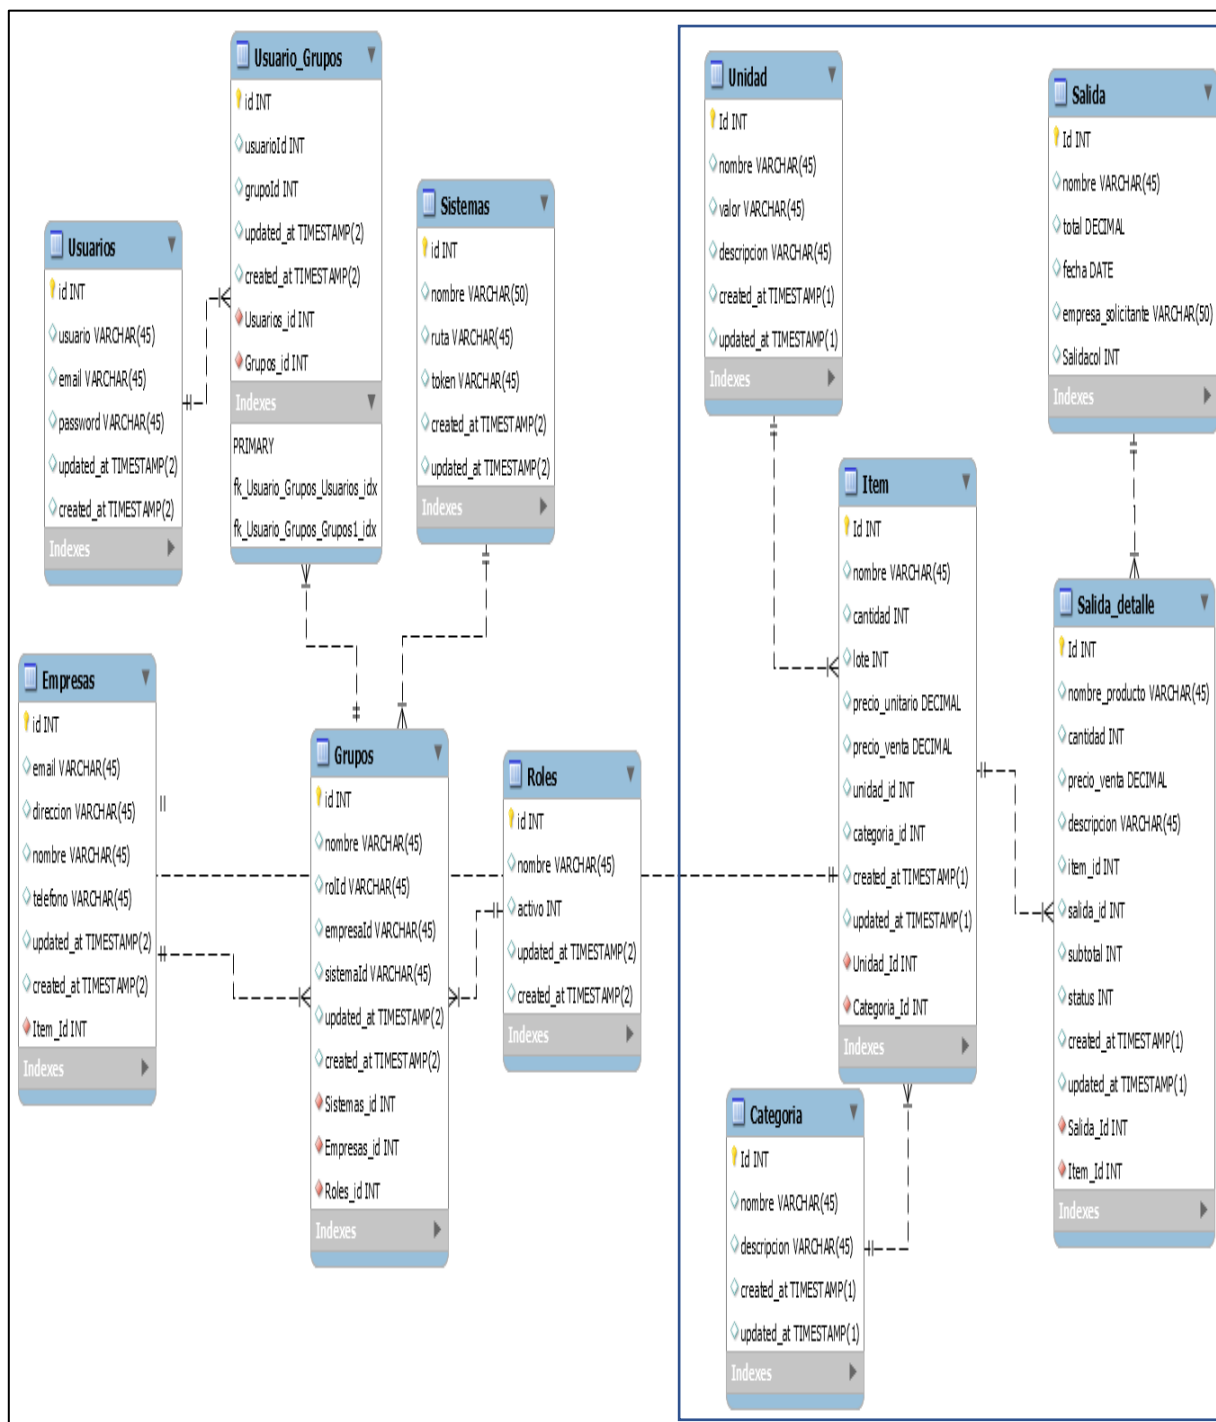 Usuario_Grupos
id INT
usuarioId INT
grupoId INT
updated_at TIMESTAMP(2)
created_at TIMESTAMP(2)
Usuarios_id INT
Grupos_id INT
Indexes
PRIMARY
fk_Usuario_Grupos_Usuarios_idx
fk_Usuario_Grupos_Grupos1_idx
Usuarios
id INT
usuario VARCHAR(45)
email VARCHAR(45)
password VARCHAR(45)
updated_at TIMESTAMP(2)
created_at TIMESTAMP(2)
Indexes
Sistemas
id INT
nombre VARCHAR(50)
ruta VARCHAR(45)
token VARCHAR(45)
created_at TIMESTAMP(2)
updated_at TIMESTAMP(2)
Indexes
Empresas
id INT
email VARCHAR(45)
direccion VARCHAR(45)
nombre VARCHAR(45)
telefono VARCHAR(45)
updated_at TIMESTAMP(2)
created_at TIMESTAMP(2)
Item_Id INT
Indexes
Grupos
id INT
nombre VARCHAR(45)
rolId VARCHAR(45)
empresaId VARCHAR(45)
sistemaId VARCHAR(45)
updated_at TIMESTAMP(2)
created_at TIMESTAMP(2)
Sistemas_id INT
Empresas_id INT
Roles_id INT
Indexes
Roles
id INT
nombre VARCHAR(45)
activo INT
updated_at TIMESTAMP(2)
created_at TIMESTAMP(2)
Indexes
Unidad
Id INT
nombre VARCHAR(45)
valor VARCHAR(45)
descripcion VARCHAR(45)
created_at TIMESTAMP(1)
updated_at TIMESTAMP(1)
Indexes
Salida
Id INT
nombre VARCHAR(45)
total DECIMAL
fecha DATE
empresa_solicitante VARCHAR(50)
Salidacol INT
Indexes
Item
Id INT
nombre VARCHAR(45)
cantidad INT
lote INT
precio_unitario DECIMAL
precio_venta DECIMAL
unidad_id INT
categoria_id INT
created_at TIMESTAMP(1)
updated_at TIMESTAMP(1)
Unidad_Id INT
Categoria_Id INT
Indexes
Salida_detalle
Id INT
nombre_producto VARCHAR(45)
cantidad INT
precio_venta DECIMAL
descripcion VARCHAR(45)
item_id INT
salida_id INT
subtotal INT
status INT
created_at TIMESTAMP(1)
updated_at TIMESTAMP(1)
Salida_Id INT
Item_Id INT
Indexes
Categoria
Id INT
nombre VARCHAR(45)
descripcion VARCHAR(45)
created_at TIMESTAMP(1)
updated_at TIMESTAMP(1)
Indexes